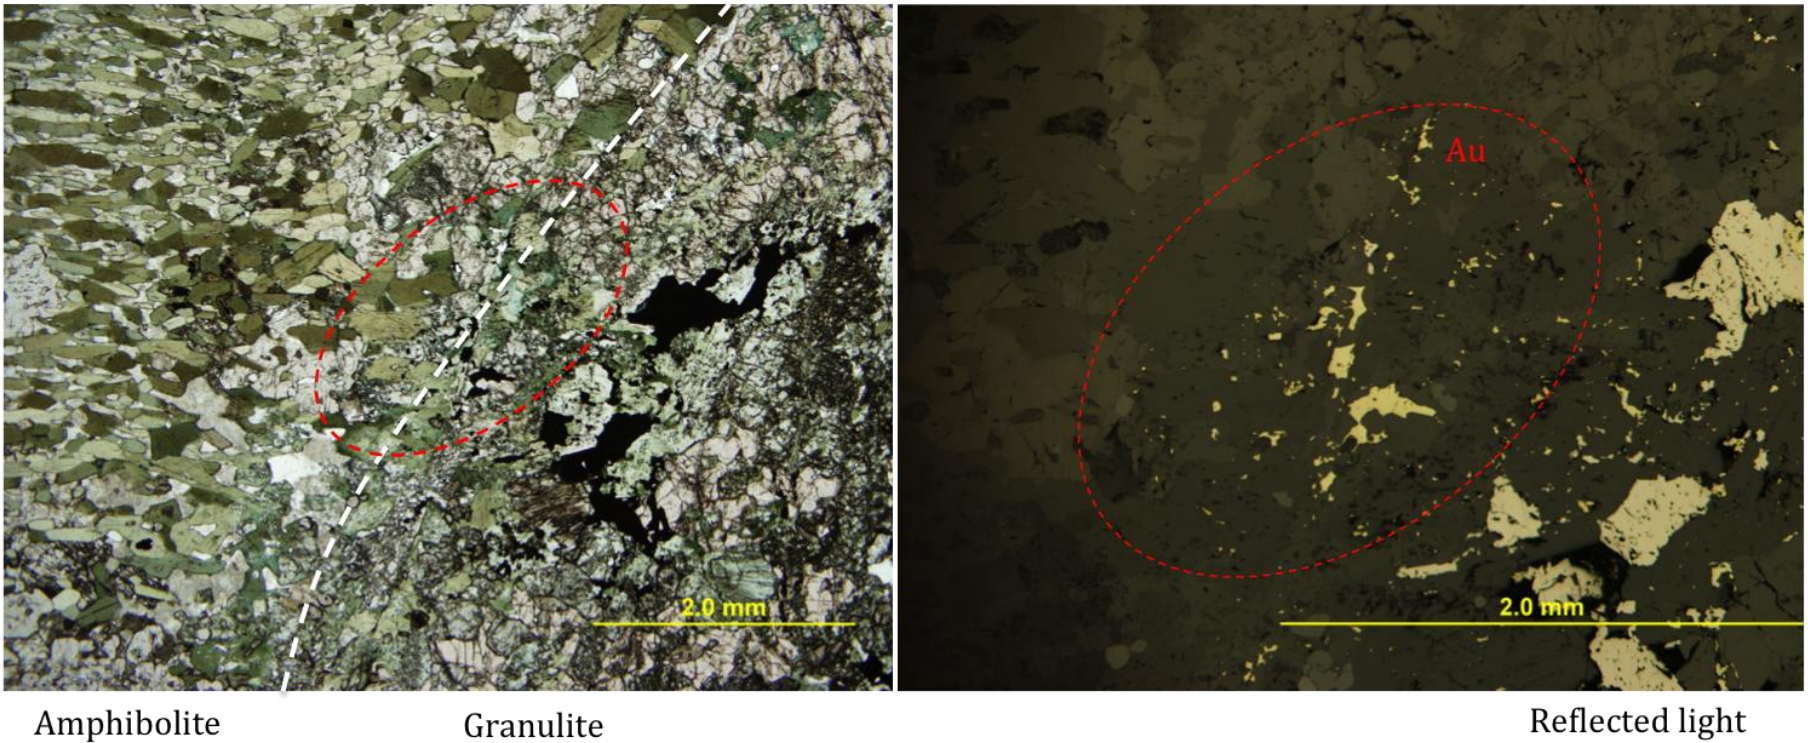 Au
2.0 mm
2.0 mm
Amphibolite
Granulite
Reflected light